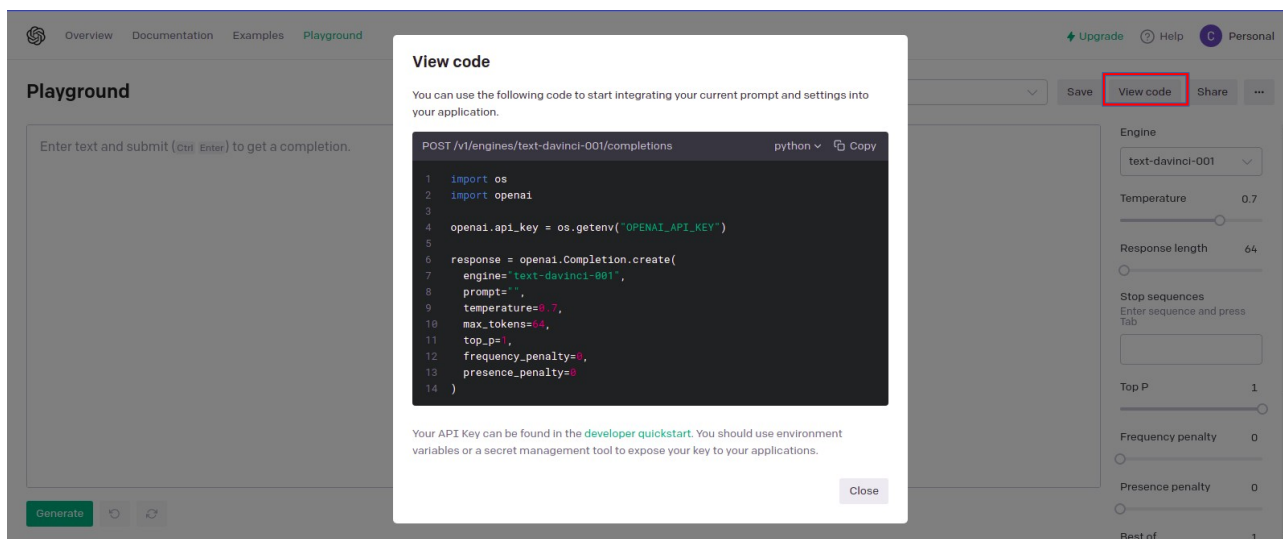 Overview Documentation Examples Playground
Upgrade Help C Personal
Playground
Save View code Share ...
Enter text and submit (Ctrl Enter) to get a completion.
View code
You can use the following code to start integrating your current prompt and settings into
your application.
POST /v1/engines/text-davinci-001/completions python Copy
1 import os
2 import openai
3
4 openai.api_key = os.getenv("OPENAI_API_KEY")
5
6 response = openai.Completion.create(
7 engine="text-davinci-001",
8 prompt="",
9 temperature=0.7,
10 max_tokens=64,
11 top_p=1,
12 frequency_penalty=0,
13 presence_penalty=0
14 )
Your API Key can be found in the developer quickstart. You should use environment
variables or a secret management tool to expose your key to your applications.
Close
Engine
text-davinci-001
Temperature 0.7
Response length 64
Stop sequences
Enter sequence and press
Tab
Top P 1
Frequency penalty 0
Presence penalty 0
Best of 1
Generate